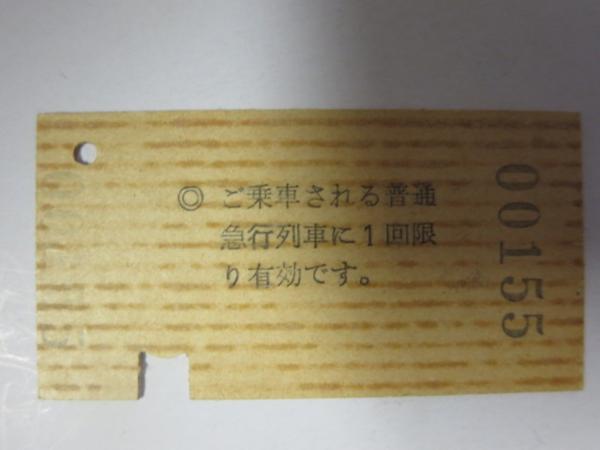 ◎ ご乗車される普通
急行列車に1回限
り有効です。
00155